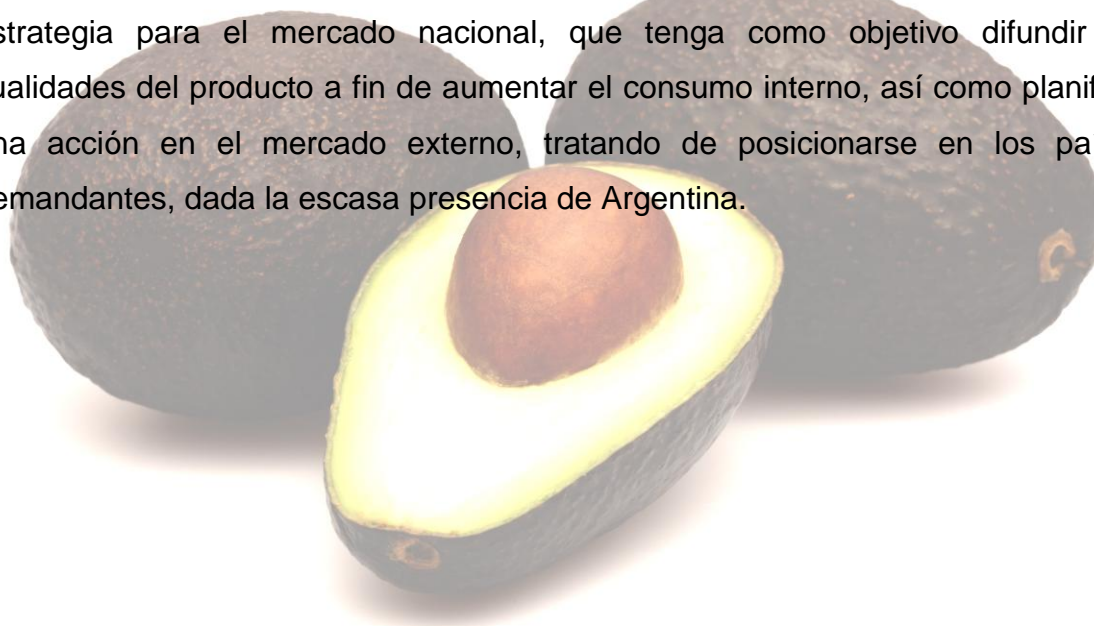 strategia para el mercado nacional, que tenga como objetivo difundir
ualidades del producto a fin de aumentar el consumo interno, así como planif
na acción en el mercado externo, tratando de posicionarse en los pa
emandantes, dada la escasa presencia de Argentina.